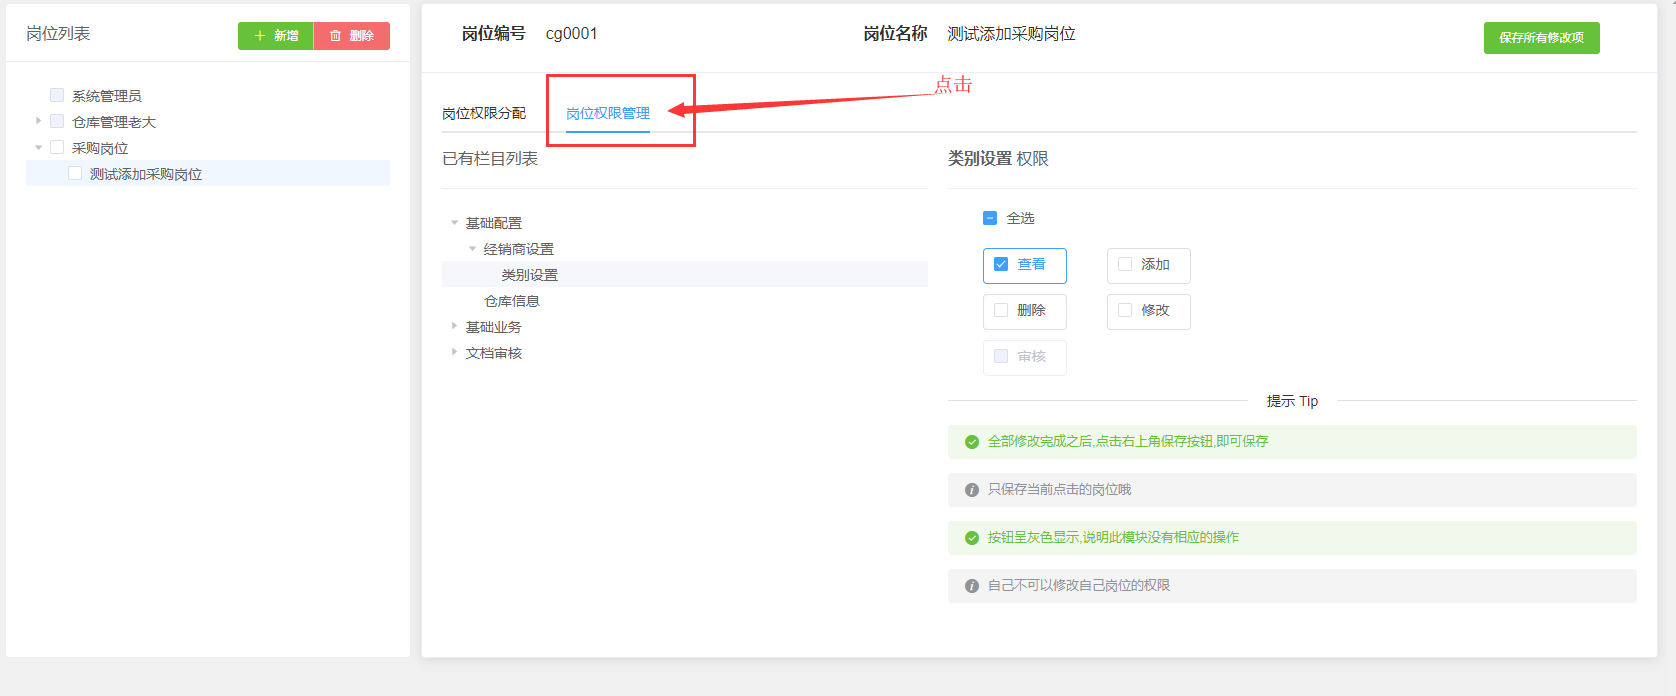 岗位列表
新增
删除
系统管理员
仓库管理老大
采购岗位
测试添加采购岗位
岗位编号 cg0001
岗位名称 测试添加采购岗位
保存所有修改项
点击
岗位权限分配
岗位权限管理
已有栏目列表
基础配置
经销商设置
类别设置
仓库信息
基础业务
文档审核
类别设置 权限
全选
查看
添加
删除
修改
审核
提示 Tip
全部修改完成之后,点击右上角保存按钮,即可保存
只保存当前点击的岗位哦
按钮呈灰色显示,说明此模块没有相应的操作
自己不可以修改自己岗位的权限